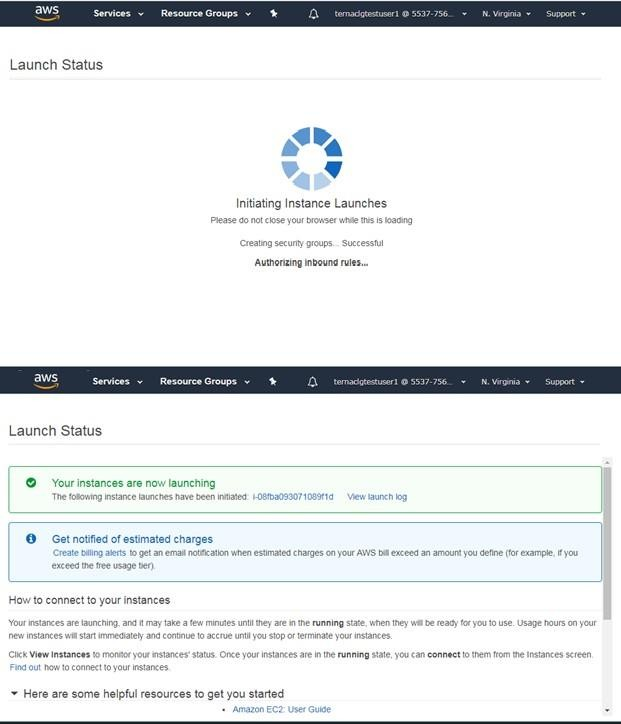 aws Services Resource Groups ternaclgtestuser1 @ 5537-756... N. Virginia Support
Launch Status
Initiating Instance Launches
Please do not close your browser while this is loading
Creating security groups... Successful
Authorizing inbound rules...
aws Services Resource Groups ternaclgtestuser1 @ 5537-756... N. Virginia Support
Launch Status
Your instances are now launching
The following instance launches have been initiated: i-08fba093071089f1d View launch log
Get notified of estimated charges
Create billing alerts to get an email notification when estimated charges on your AWS bill exceed an amount you define (for example, if you
exceed the free usage tier).
How to connect to your instances
Your instances are launching, and it may take a few minutes until they are in the running state, when they will be ready for you to use. Usage hours on your
new instances will start immediately and continue to accrue until you stop or terminate your instances.
Click View Instances to monitor your instances' status. Once your instances are in the running state, you can connect to them from the Instances screen.
Find out how to connect to your instances.
Here are some helpful resources to get you started
• Amazon EC2: User Guide